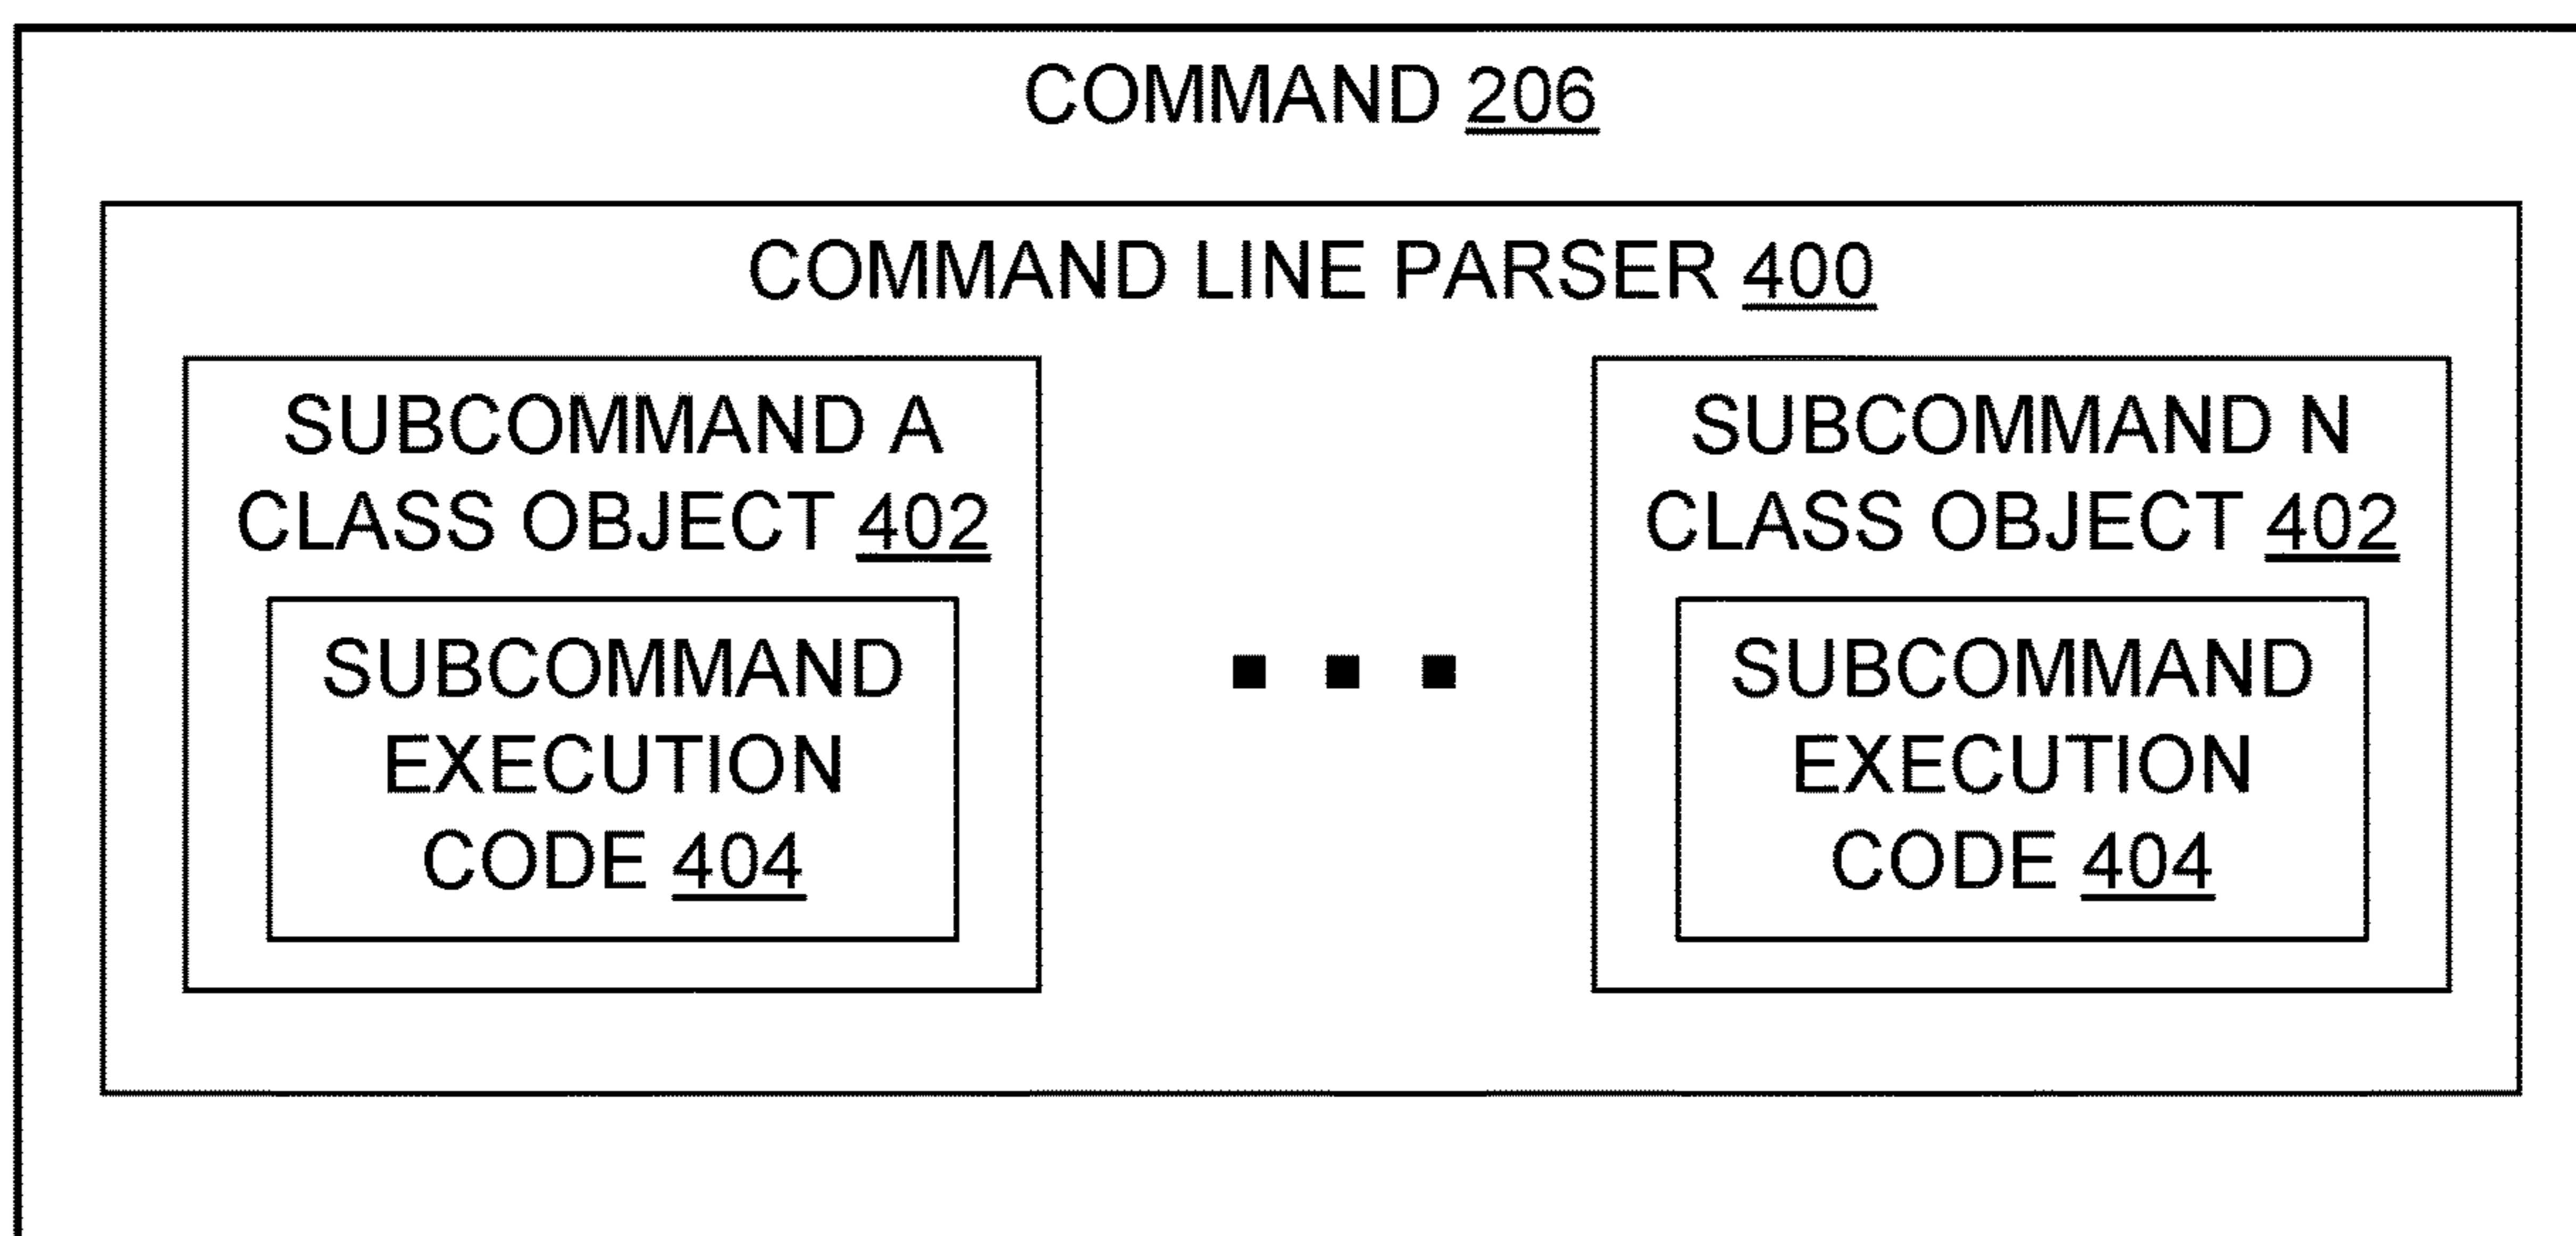 COMMAND 206
COMMAND LINE PARSER 400
SUBCOMMAND A
CLASS OBJECT 402
SUBCOMMAND
EXECUTION
CODE 404
SUBCOMMAND N
CLASS OBJECT 402
SUBCOMMAND
EXECUTION
CODE 404